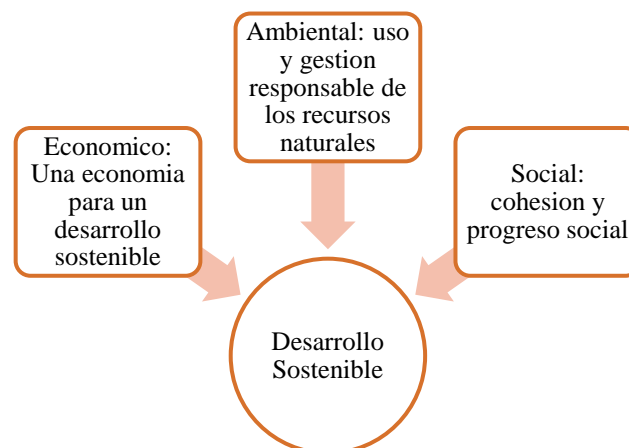 Economico:
Una economia
para un
desarrollo
sostenible
Ambiental: uso
y gestion
responsable de
los recursos
naturales
Social:
cohesion y
progreso social
Desarrollo
Sostenible